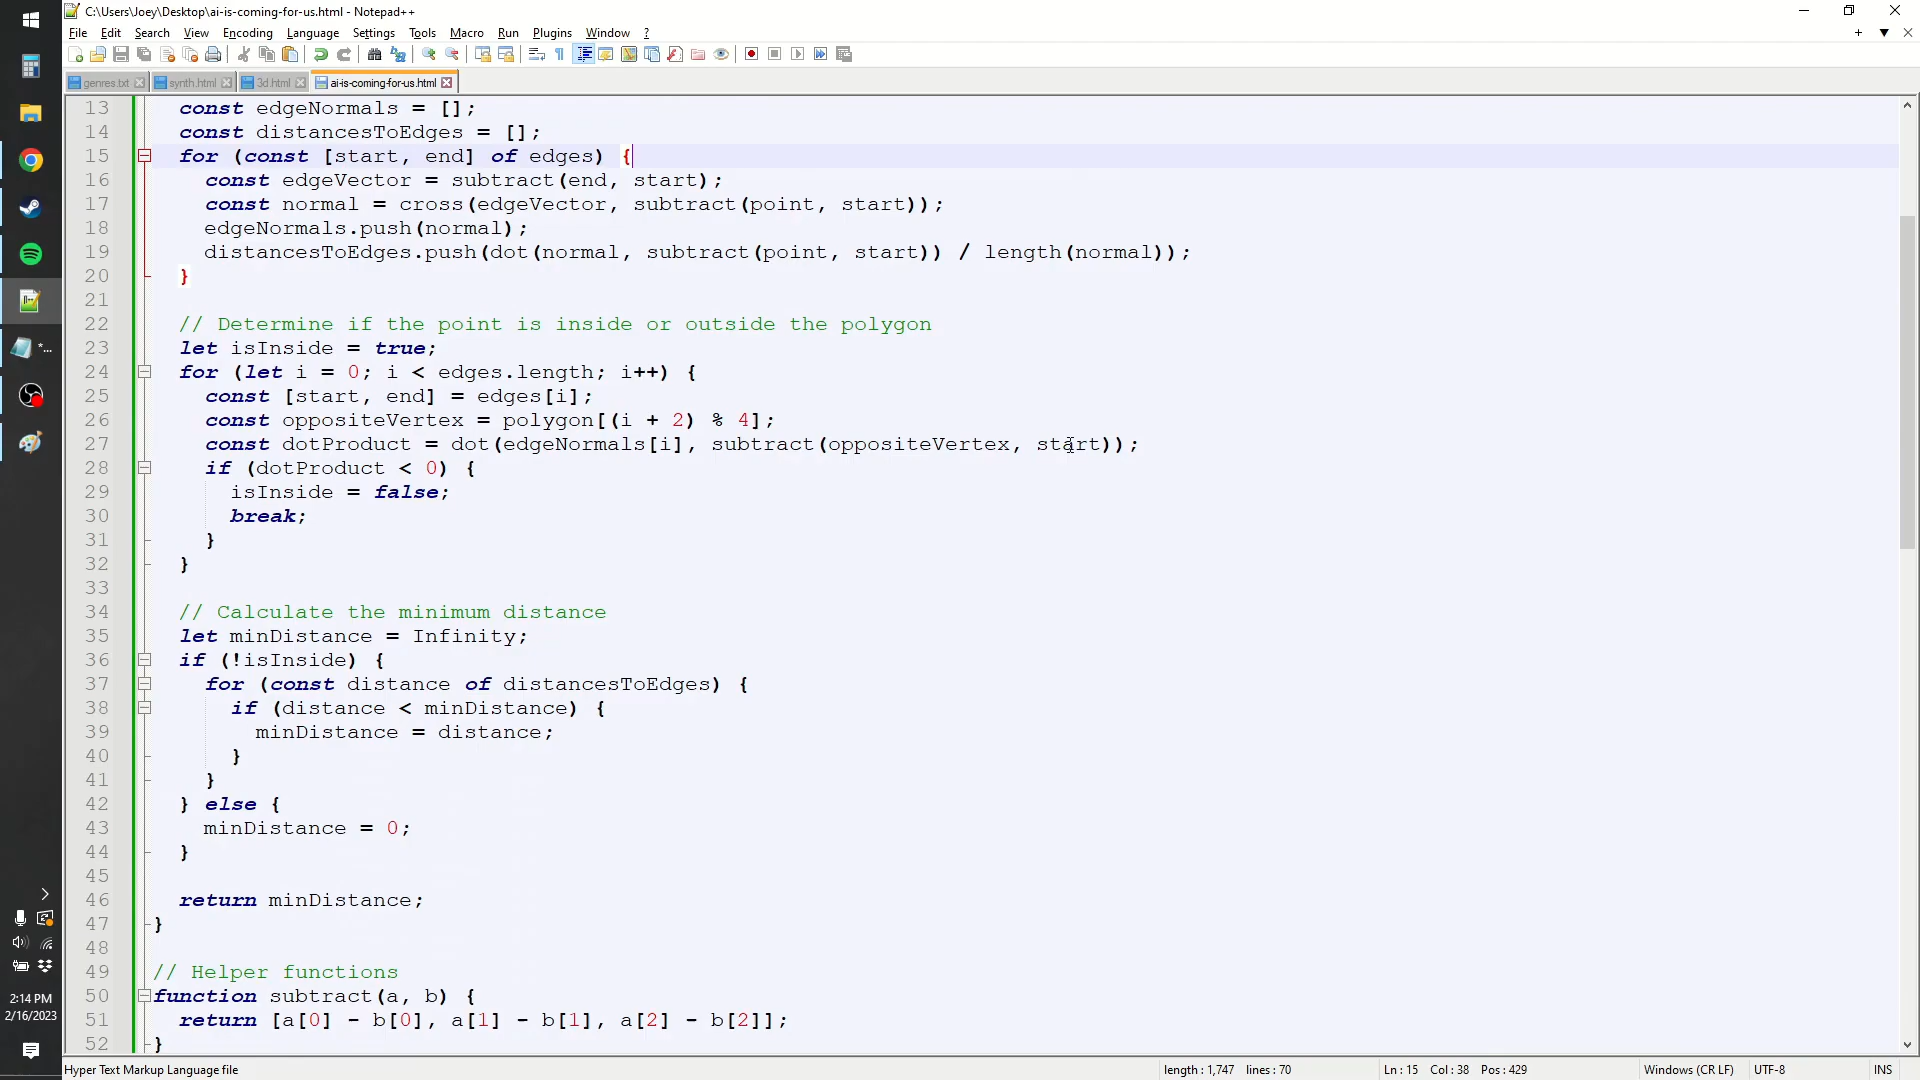 C:\Users\Joey\Desktop\ai-is-coming-for-us.html - Notepad++
File Edit Search View Encoding Language Settings Tools Macro Run Plugins Window ?
genres.txt synth.html 3d.html ai-is-coming-for-us.html
13 const edgeNormals = [];
14 const distancesToEdges = [];
15 for (const [start, end] of edges) {
16 const edgeVector = subtract(end, start);
17 const normal = cross(edgeVector, subtract(point, start));
18 edgeNormals.push(normal);
19 distancesToEdges.push(dot(normal, subtract(point, start)) / length(normal));
20 }
21
22 // Determine if the point is inside or outside the polygon
23 let isInside = true;
24 for (let i = 0; i < edges.length; i++) {
25 const [start, end] = edges[i];
26 const oppositeVertex = polygon[(i + 2) % 4];
27 const dotProduct = dot(edgeNormals[i], subtract(oppositeVertex, start));
28 if (dotProduct < 0) {
29 isInside = false;
30 break;
31 }
32 }
33
34 // Calculate the minimum distance
35 let minDistance = Infinity;
36 if (!isInside) {
37 for (const distance of distancesToEdges) {
38 if (distance < minDistance) {
39 minDistance = distance;
40 }
41 }
42 } else {
43 minDistance = 0;
44 }
45
46 return minDistance;
47 }
48
49 // Helper functions
50 function subtract(a, b) {
51 return [a[0] - b[0], a[1] - b[1], a[2] - b[2]];
52 }
2:14 PM
2/16/2023
Hyper Text Markup Language file length : 1,747 lines : 70 Ln : 15 Col : 38 Pos : 429 Windows (CR LF) UTF-8 INS